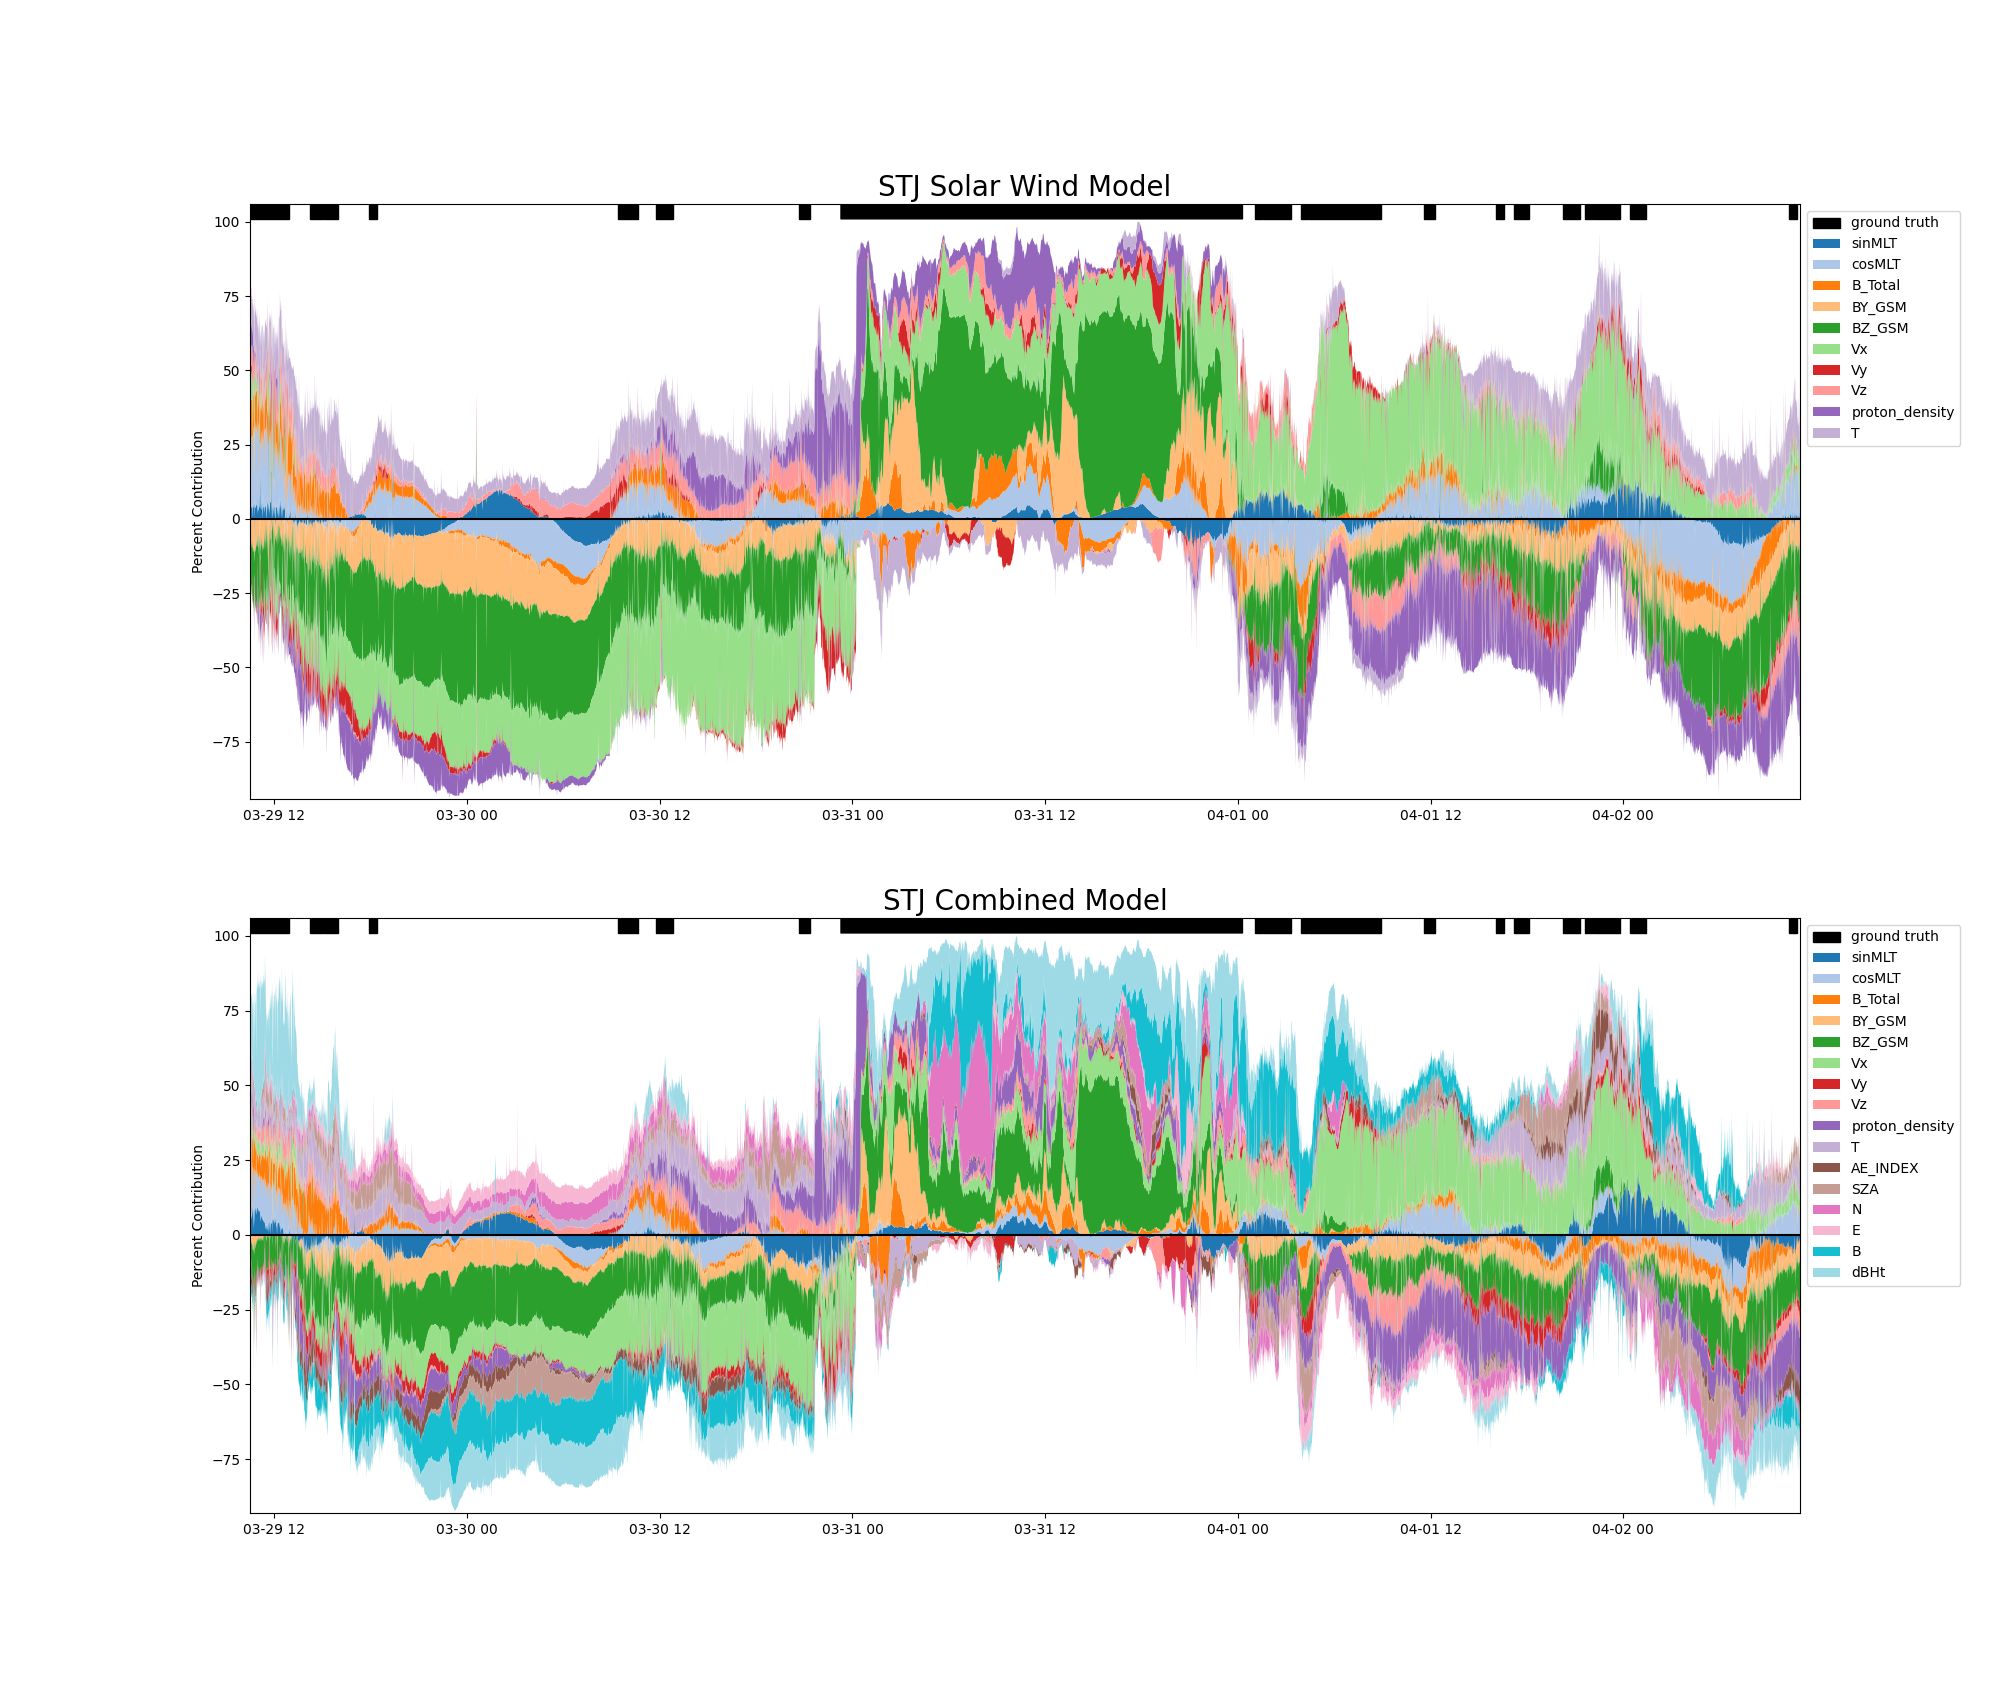 STJ Solar Wind Model
Percent Contribution
100
75
50
25
0
−25
−50
−75
03-29 12
03-30 00
03-30 12
03-31 00
03-31 12
04-01 00
04-01 12
04-02 00
ground truth
sinMLT
cosMLT
B_Total
BY_GSM
BZ_GSM
Vx
Vy
Vz
proton_density
T
STJ Combined Model
Percent Contribution
100
75
50
25
0
−25
−50
−75
03-29 12
03-30 00
03-30 12
03-31 00
03-31 12
04-01 00
04-01 12
04-02 00
ground truth
sinMLT
cosMLT
B_Total
BY_GSM
BZ_GSM
Vx
Vy
Vz
proton_density
T
AE_INDEX
SZA
N
E
B
dBHt